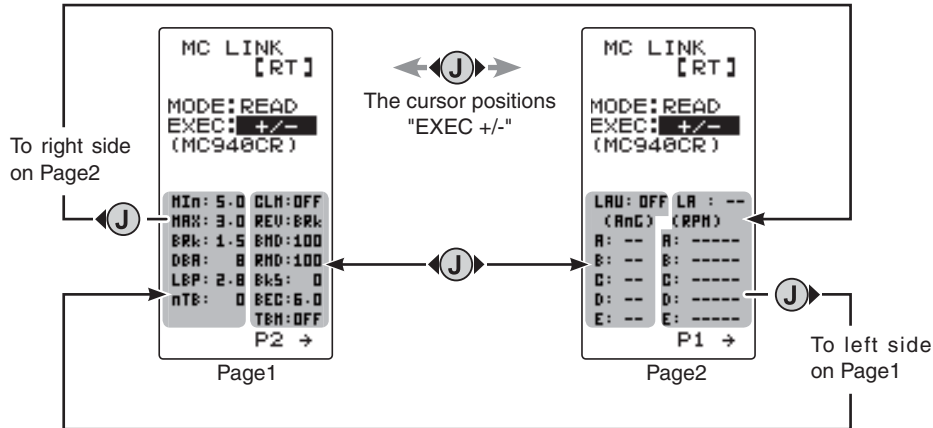 MC LINK
[RT]
MODE:READ
EXEC: +/-
(MC940CR)
MIn: 5.0 CLM:OFF
MAX: 3.0 REV:BRk
BRk: 1.5 BMD:100
DBA: 8 RMD:100
LBP: 2.8 BkS: 0
nTB: 0 BEC:6.0
TBM:OFF
P2 →
Page1
To right side
on Page2
J
J
The cursor positions
"EXEC +/-"
J
MC LINK
[RT]
MODE:READ
EXEC: +/-
(MC940CR)
LAU: OFF LA : --
(AnG) (RPM)
A: -- A: -----
B: -- B: -----
C: -- C: -----
D: -- D: -----
E: -- E: -----
P1 →
Page2
J
To left side
on Page1